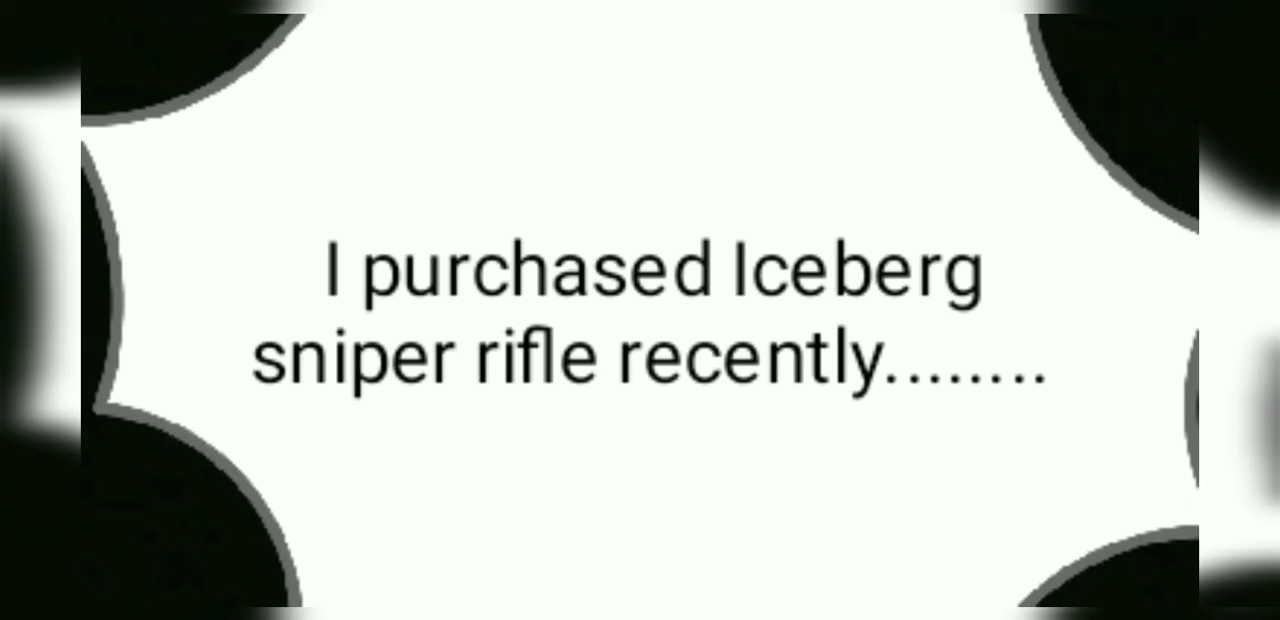 I purchased Iceberg
sniper rifle recently........